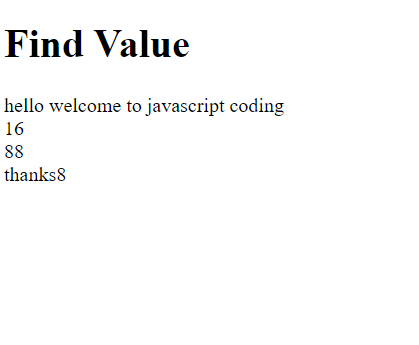 Find Value
hello welcome to javascript coding
16
88
thanks8